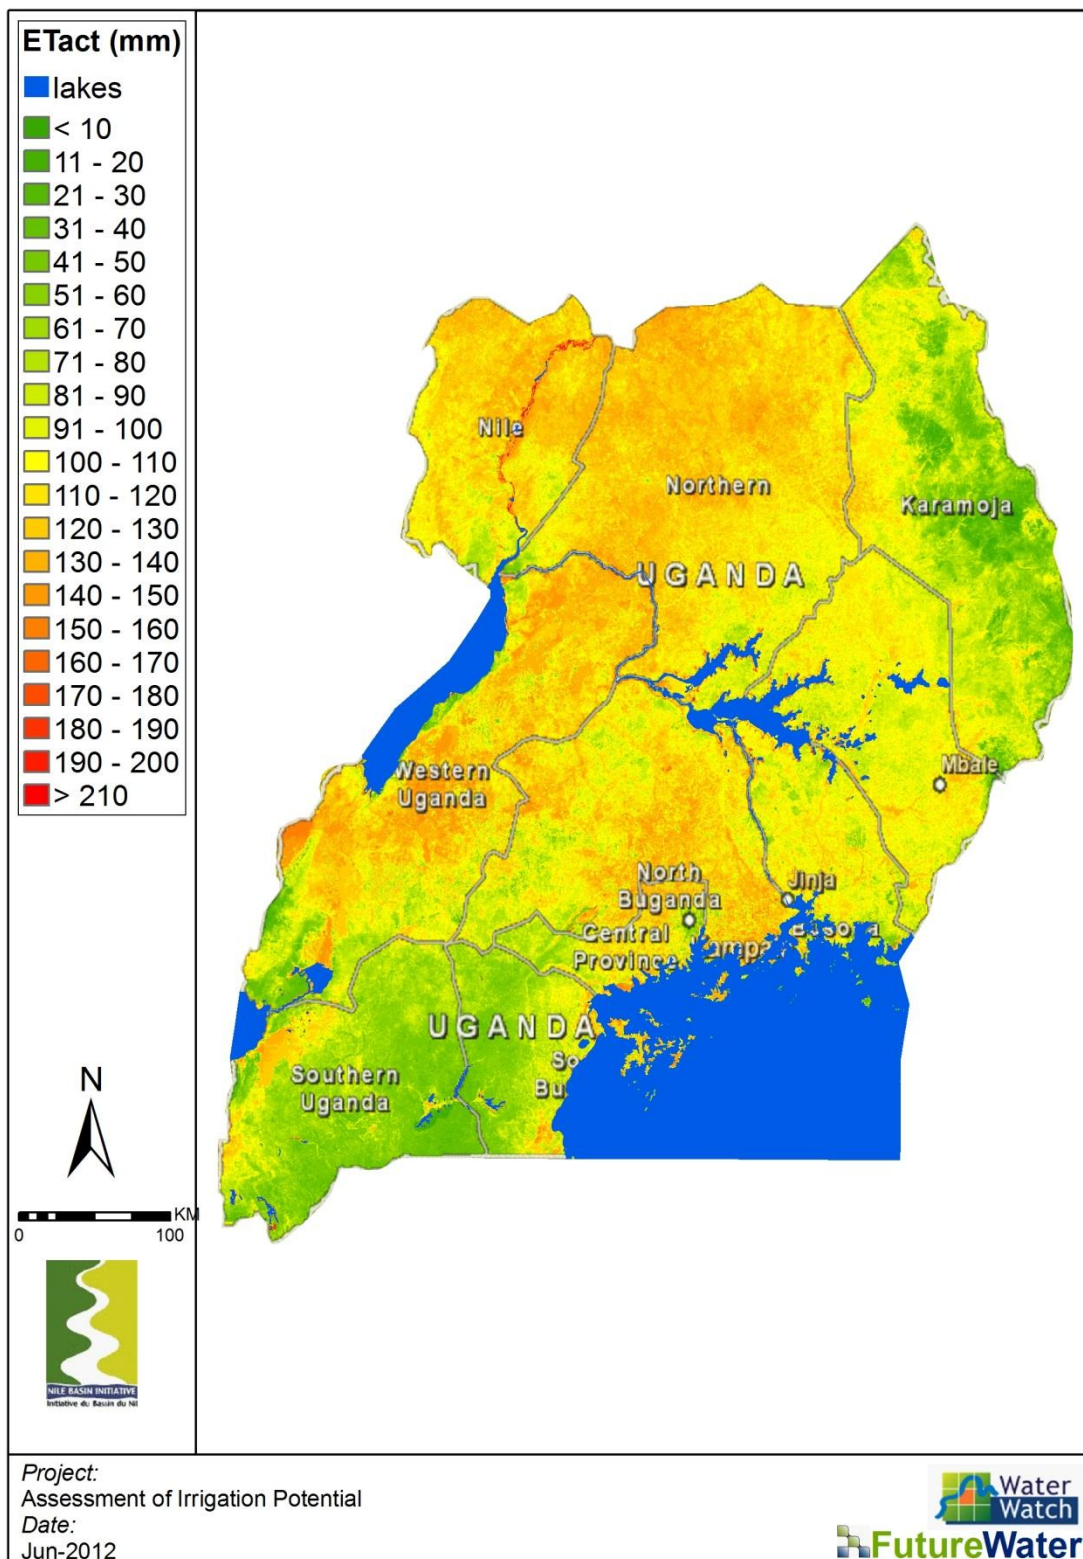 ETact (mm)
lakes
< 10
11 - 20
21 - 30
31 - 40
41 - 50
51 - 60
61 - 70
71 - 80
81 - 90
91 - 100
100 - 110
110 - 120
120 - 130
130 - 140
140 - 150
150 - 160
160 - 170
170 - 180
180 - 190
190 - 200
> 210
Nile
Northern
Karamoja
UGANDA
Mbale
Western
Uganda
North
Buganda
Jinja
Central
Province
UGANDA
So
Bu
Southern
Uganda
N
KM
0 100
NILE BASIN INITIATIVE
Initiative du Bassin du Nil
Project:
Assessment of Irrigation Potential
Date:
Jun-2012
Water
Watch
FutureWater